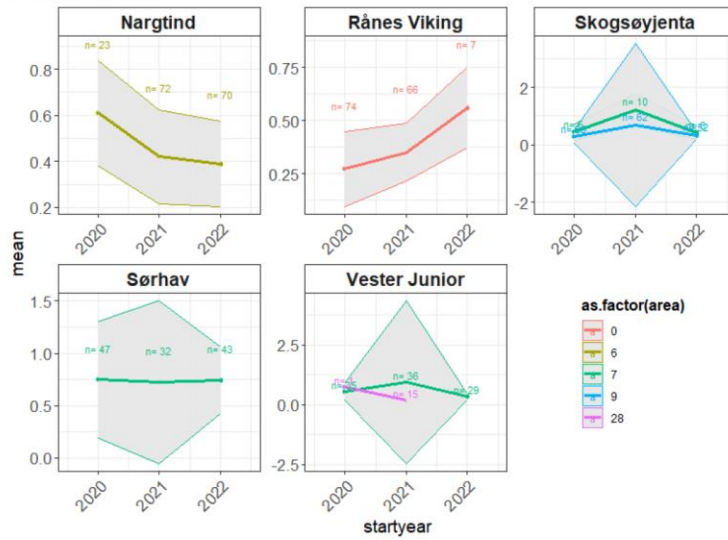 Nargtind
Rånes Viking
Skogsøyjenta
n= 23
n= 72
n= 70
0.8
0.6
0.4
0.2
2020
2021
2022
n= 74
n= 66
n= 7
0.75
0.50
0.25
2020
2021
2022
n= 10
n= 62
2
0
-2
2020
2021
2022
mean
Sørhav
Vester Junior
n= 47
n= 32
n= 43
1.5
1.0
0.5
0.0
2020
2021
2022
n= 36
n= 15
n= 29
2.5
0.0
-2.5
2020
2021
2022
startyear
as.factor(area)
a 0
a 6
a 7
a 9
a 28